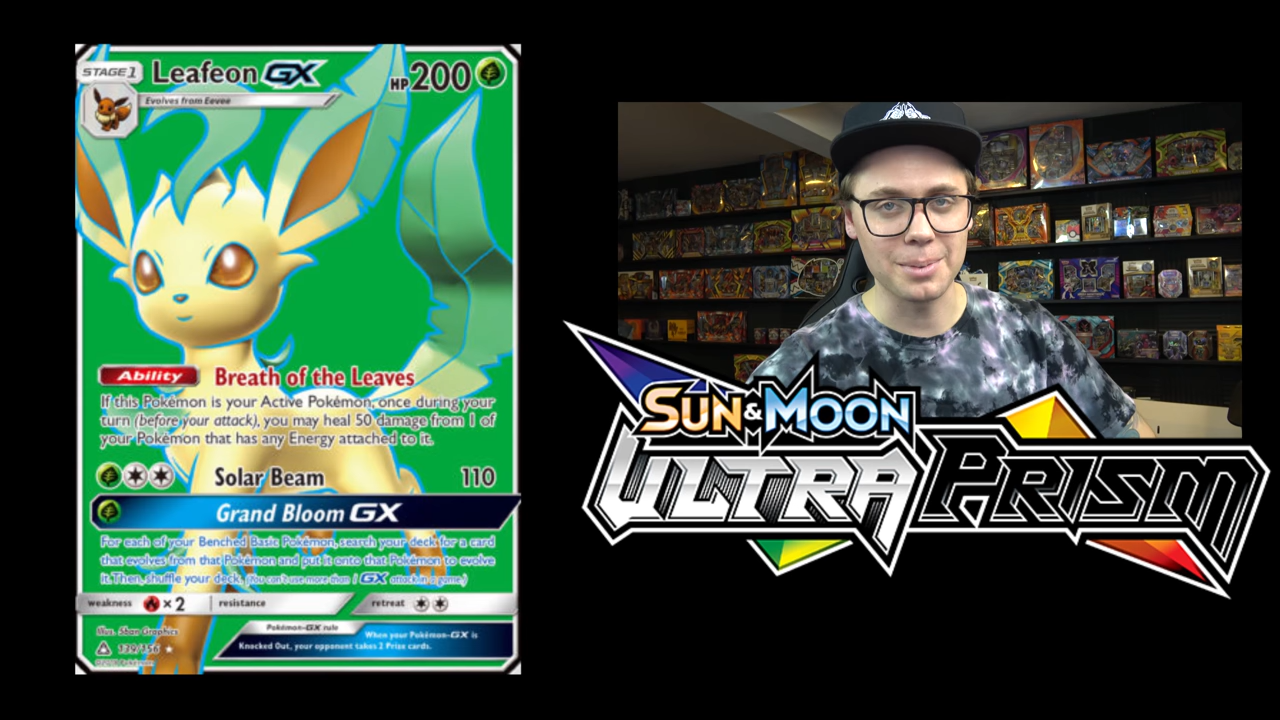 STAGE 1
Leafeon GX
HP 200
Evolves from Eevee
Ability Breath of the Leaves
If this Pokémon is your Active Pokémon, once during your
turn (before your attack), you may heal 50 damage from 1 of
your Pokémon that has any Energy attached to it.
Solar Beam 110
Grand Bloom GX
For each of your Benched Basic Pokémon, search your deck for a card
that evolves from that Pokémon and put it onto that Pokémon to evolve
it. Then, shuffle your deck. (You can't use more than 1 GX attack in a game.)
weakness ×2 resistance retreat
Illus. 5ban Graphics
139/156
Pokémon-GX rule
When your Pokémon-GX is
Knocked Out, your opponent takes 2 Prize cards.
SUN & MOON
ULTRA PRISM